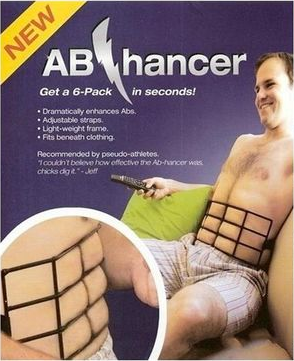 NEW
AB hancer
Get a 6-Pack in seconds!
• Dramatically enhances Abs.
• Adjustable straps.
• Light-weight frame.
• Fits beneath clothing.
Recommended by pseudo-athletes.
"I couldn't believe how effective the Ab-hancer was,
chicks dig it." - Jeff